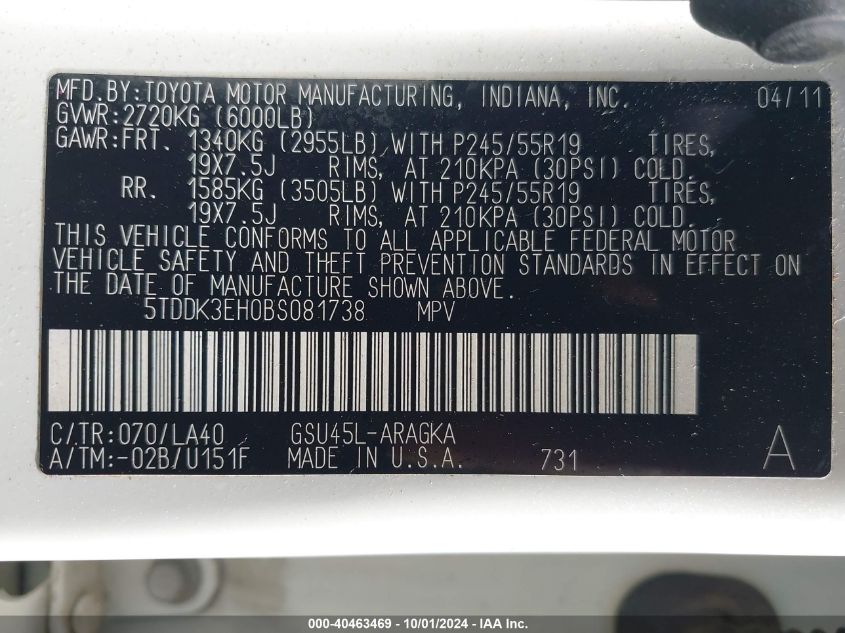 MFD. BY: TOYOTA MOTOR MANUFACTURING, INDIANA, INC. 04/11
GVWR: 2720KG (6000LB)
GAWR: FRT. 1340KG (2955LB) WITH P245/55R19 TIRES,
19X7.5J RIMS, AT 210KPA (30PSI) COLD.
RR. 1585KG (3505LB) WITH P245/55R19 TIRES,
19X7.5J RIMS, AT 210KPA (30PSI) COLD.
THIS VEHICLE CONFORMS TO ALL APPLICABLE FEDERAL MOTOR
VEHICLE SAFETY AND THEFT PREVENTION STANDARDS IN EFFECT ON
THE DATE OF MANUFACTURE SHOWN ABOVE.
5TDDK3EH0BS081738 MPV
C/TR: 070/LA40 GSU45L-ARAGKA
A/TM: -02B/U151F MADE IN U.S.A. 731 A
000-40463469 - 10/01/2024 - IAA Inc.